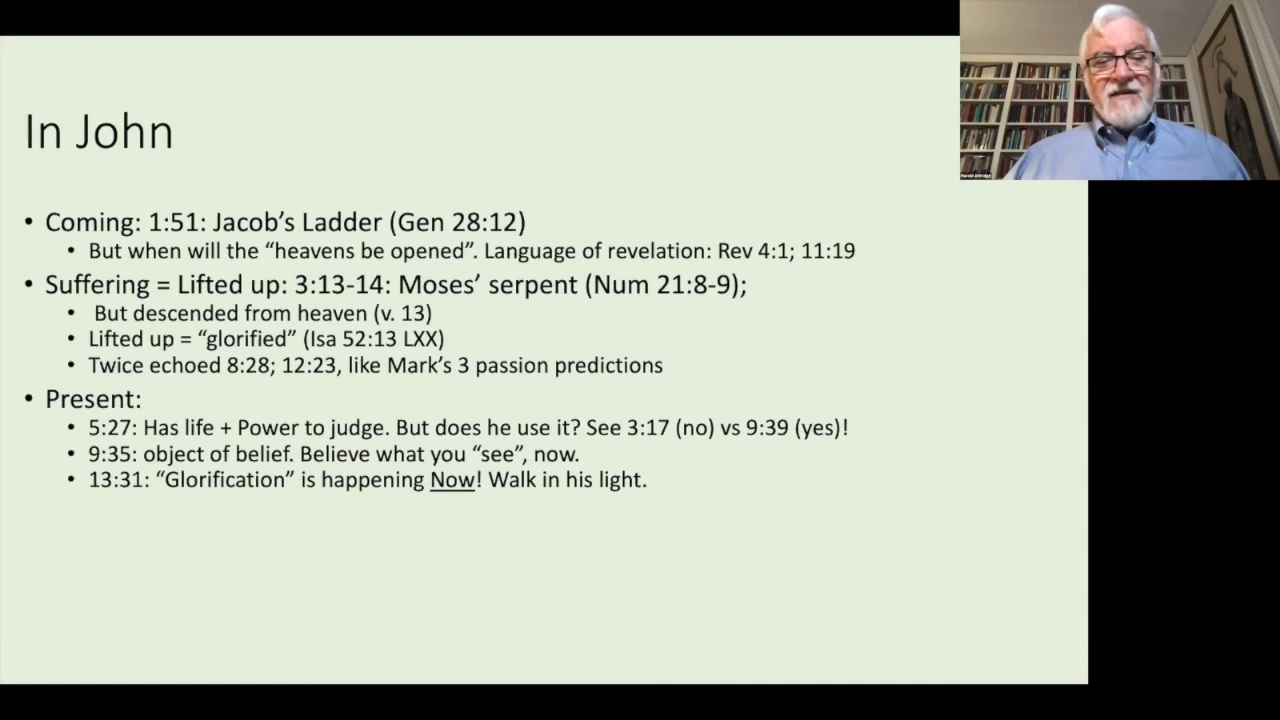 In John
• Coming: 1:51: Jacob's Ladder (Gen 28:12)
• But when will the "heavens be opened". Language of revelation: Rev 4:1; 11:19
• Suffering = Lifted up: 3:13-14: Moses' serpent (Num 21:8-9);
• But descended from heaven (v. 13)
• Lifted up = "glorified" (Isa 52:13 LXX)
• Twice echoed 8:28; 12:23, like Mark's 3 passion predictions
• Present:
• 5:27: Has life + Power to judge. But does he use it? See 3:17 (no) vs 9:39 (yes)!
• 9:35: object of belief. Believe what you "see", now.
• 13:31: "Glorification" is happening Now! Walk in his light.
Harold Attridge